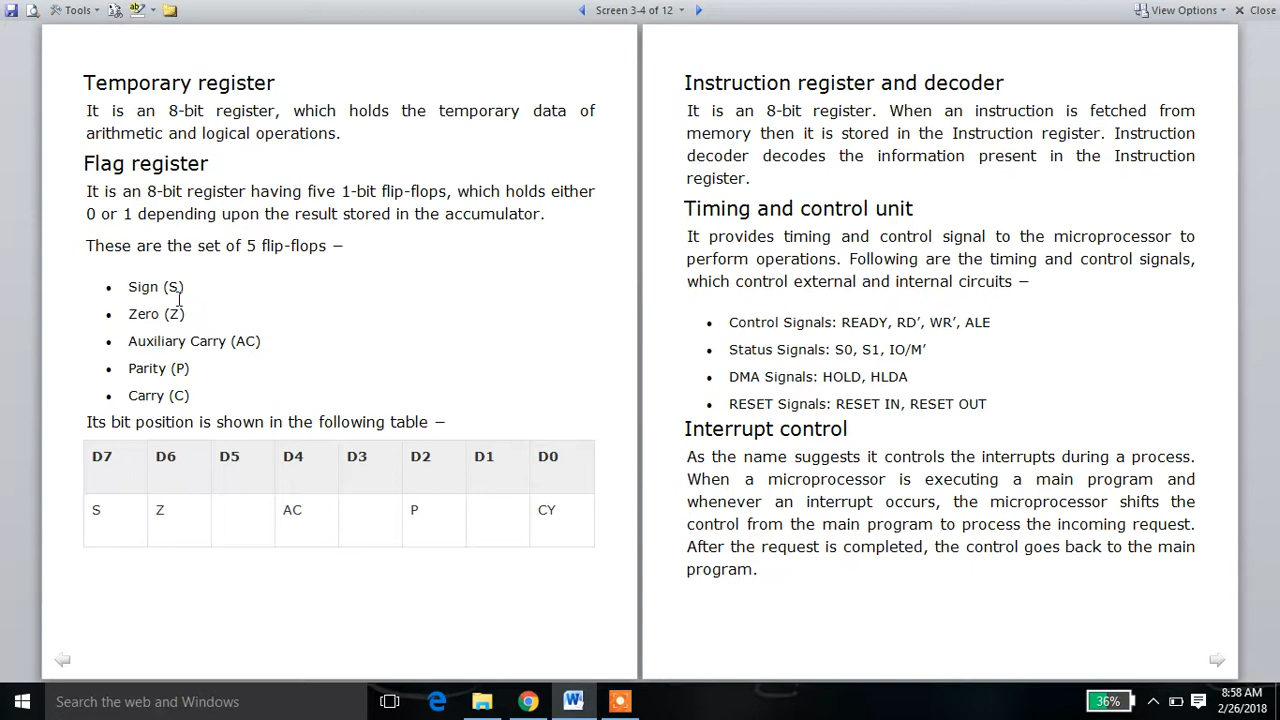 Tools
Screen 3-4 of 12
View Options
Close
Temporary register
It is an 8-bit register, which holds the temporary data of
arithmetic and logical operations.
Flag register
It is an 8-bit register having five 1-bit flip-flops, which holds either
0 or 1 depending upon the result stored in the accumulator.
These are the set of 5 flip-flops −
• Sign (S)
• Zero (Z)
• Auxiliary Carry (AC)
• Parity (P)
• Carry (C)
Its bit position is shown in the following table −
D7 D6 D5 D4 D3 D2 D1 D0
S Z AC P CY
Instruction register and decoder
It is an 8-bit register. When an instruction is fetched from
memory then it is stored in the Instruction register. Instruction
decoder decodes the information present in the Instruction
register.
Timing and control unit
It provides timing and control signal to the microprocessor to
perform operations. Following are the timing and control signals,
which control external and internal circuits −
• Control Signals: READY, RD’, WR’, ALE
• Status Signals: S0, S1, IO/M’
• DMA Signals: HOLD, HLDA
• RESET Signals: RESET IN, RESET OUT
Interrupt control
As the name suggests it controls the interrupts during a process.
When a microprocessor is executing a main program and
whenever an interrupt occurs, the microprocessor shifts the
control from the main program to process the incoming request.
After the request is completed, the control goes back to the main
program.
Search the web and Windows
36%
8:58 AM
2/26/2018